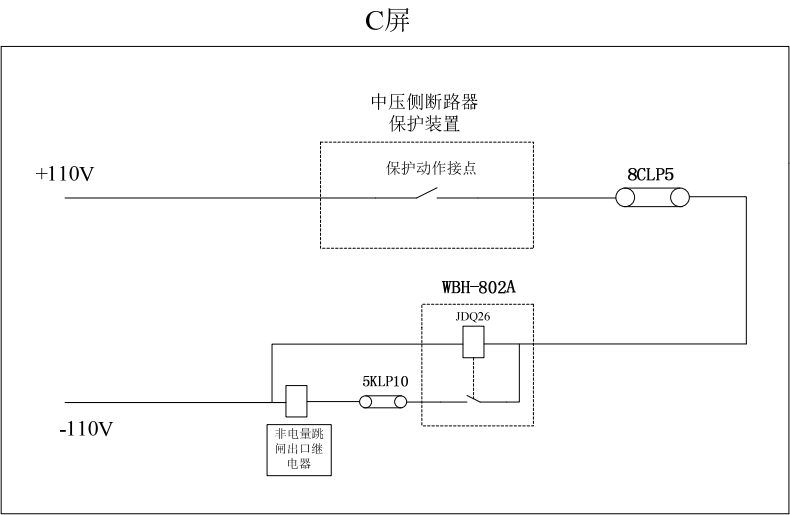 C屏
中压侧断路器
保护装置
保护动作接点
+110V
8CLP5
WBH-802A
JDQ26
5KLP10
-110V
非电量跳
闸出口继
电器